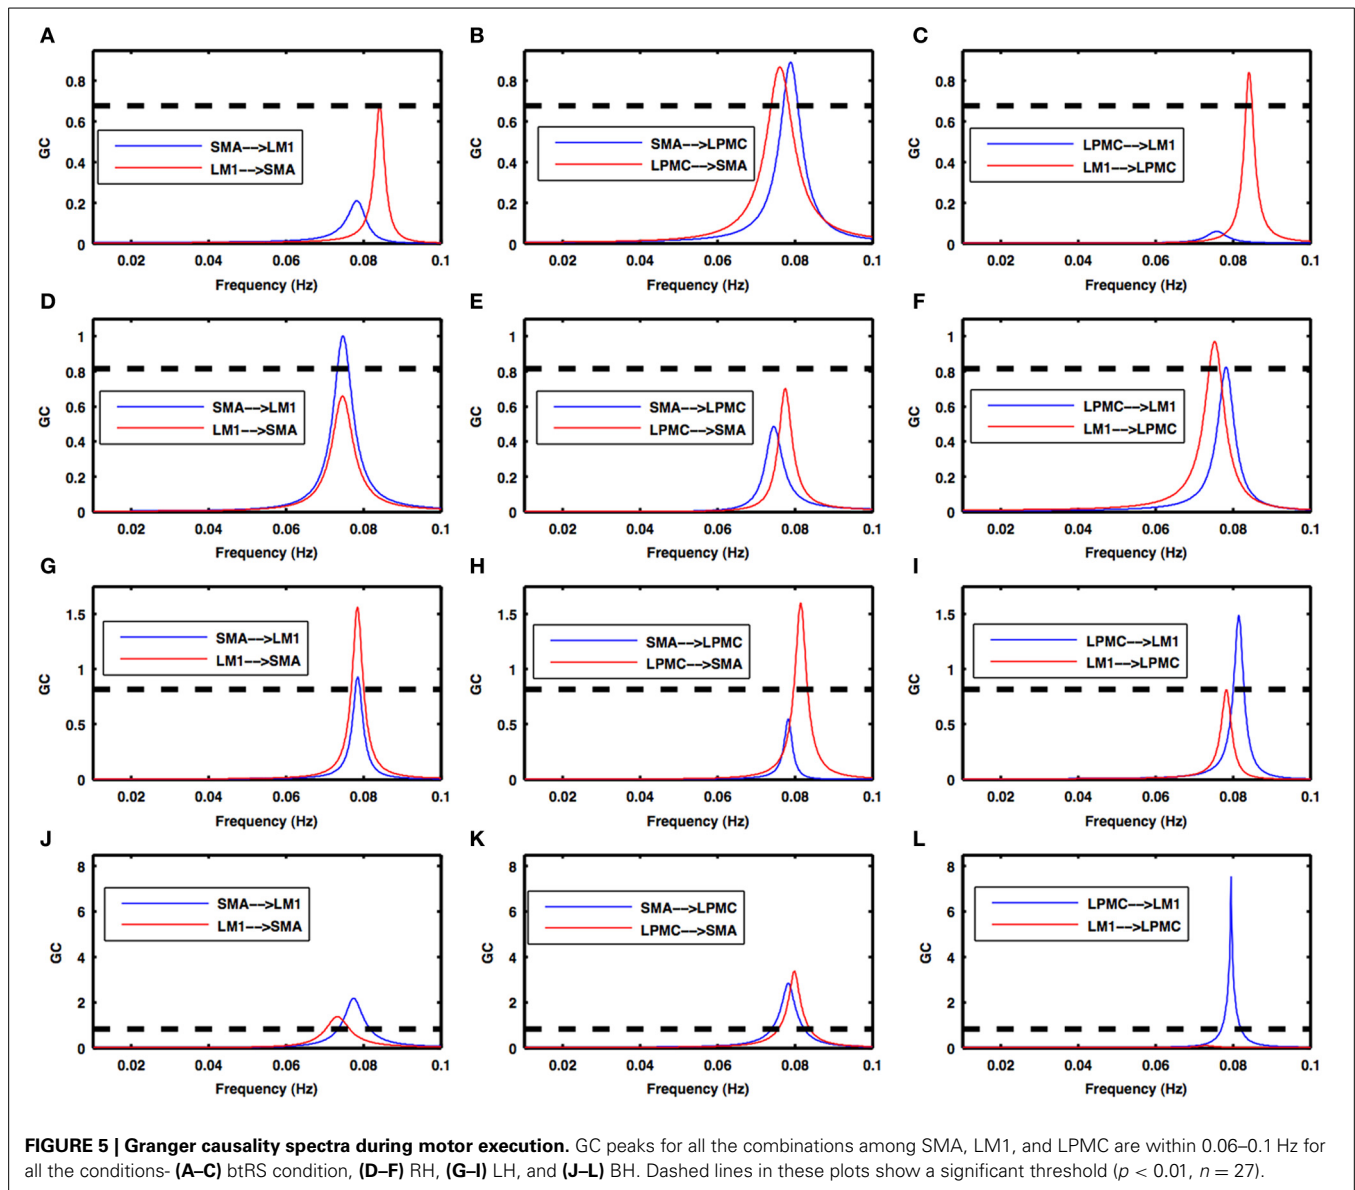 A
B
C
0.8
0.6
0.4
0.2
0
GC
SMA-->LM1
LM1-->SMA
0.02 0.04 0.06 0.08 0.1
Frequency (Hz)
0.8
0.6
0.4
0.2
0
GC
SMA-->LPMC
LPMC-->SMA
0.02 0.04 0.06 0.08 0.1
Frequency (Hz)
0.8
0.6
0.4
0.2
0
GC
LPMC-->LM1
LM1-->LPMC
0.02 0.04 0.06 0.08 0.1
Frequency (Hz)
D
E
F
1
0.8
0.6
0.4
0.2
0
GC
SMA-->LM1
LM1-->SMA
0.02 0.04 0.06 0.08 0.1
Frequency (Hz)
1
0.8
0.6
0.4
0.2
0
GC
SMA-->LPMC
LPMC-->SMA
0.02 0.04 0.06 0.08 0.1
Frequency (Hz)
1
0.8
0.6
0.4
0.2
0
GC
LPMC-->LM1
LM1-->LPMC
0.02 0.04 0.06 0.08 0.1
Frequency (Hz)
G
H
I
1.5
1
0.5
0
GC
SMA-->LM1
LM1-->SMA
0.02 0.04 0.06 0.08 0.1
Frequency (Hz)
1.5
1
0.5
0
GC
SMA-->LPMC
LPMC-->SMA
0.02 0.04 0.06 0.08 0.1
Frequency (Hz)
1.5
1
0.5
0
GC
LPMC-->LM1
LM1-->LPMC
0.02 0.04 0.06 0.08 0.1
Frequency (Hz)
J
K
L
8
6
4
2
0
GC
SMA-->LM1
LM1-->SMA
0.02 0.04 0.06 0.08 0.1
Frequency (Hz)
8
6
4
2
0
GC
SMA-->LPMC
LPMC-->SMA
0.02 0.04 0.06 0.08 0.1
Frequency (Hz)
8
6
4
2
0
GC
LPMC-->LM1
LM1-->LPMC
0.02 0.04 0.06 0.08 0.1
Frequency (Hz)
FIGURE 5 | Granger causality spectra during motor execution. GC peaks for all the combinations among SMA, LM1, and LPMC are within 0.06–0.1 Hz for
all the conditions- (A–C) btRS condition, (D–F) RH, (G–I) LH, and (J–L) BH. Dashed lines in these plots show a significant threshold (p < 0.01, n = 27).